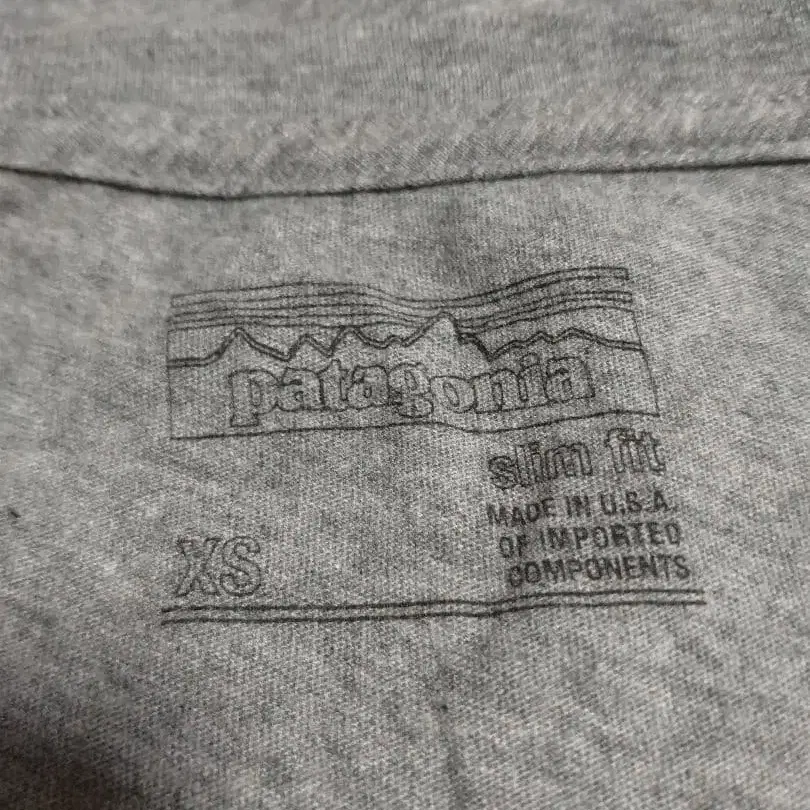 patagonia
slim fit
MADE IN U.S.A.
OF IMPORTED
COMPONENTS
XS